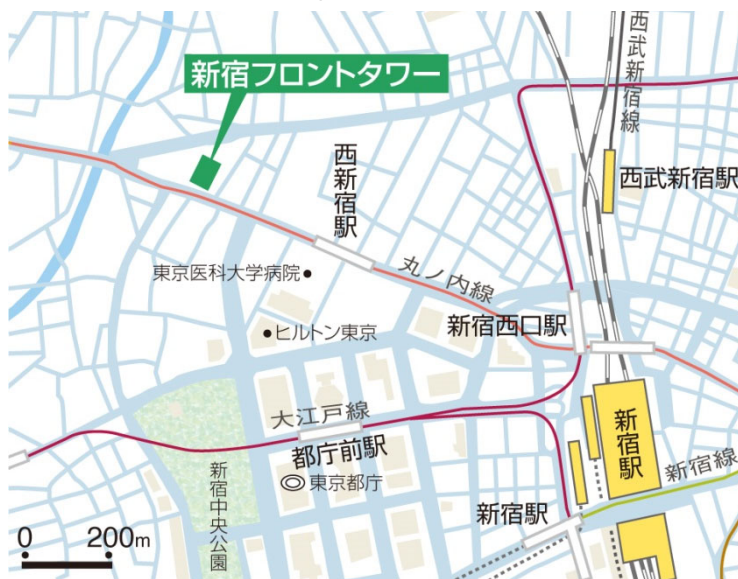 新宿フロントタワー
西武新宿線
西新宿駅
西武新宿駅
東京医科大学病院
丸ノ内線
新宿西口駅
ヒルトン東京
大江戸線
都庁前駅
新宿駅
新宿線
東京都庁
新宿中央公園
新宿駅
0 200m